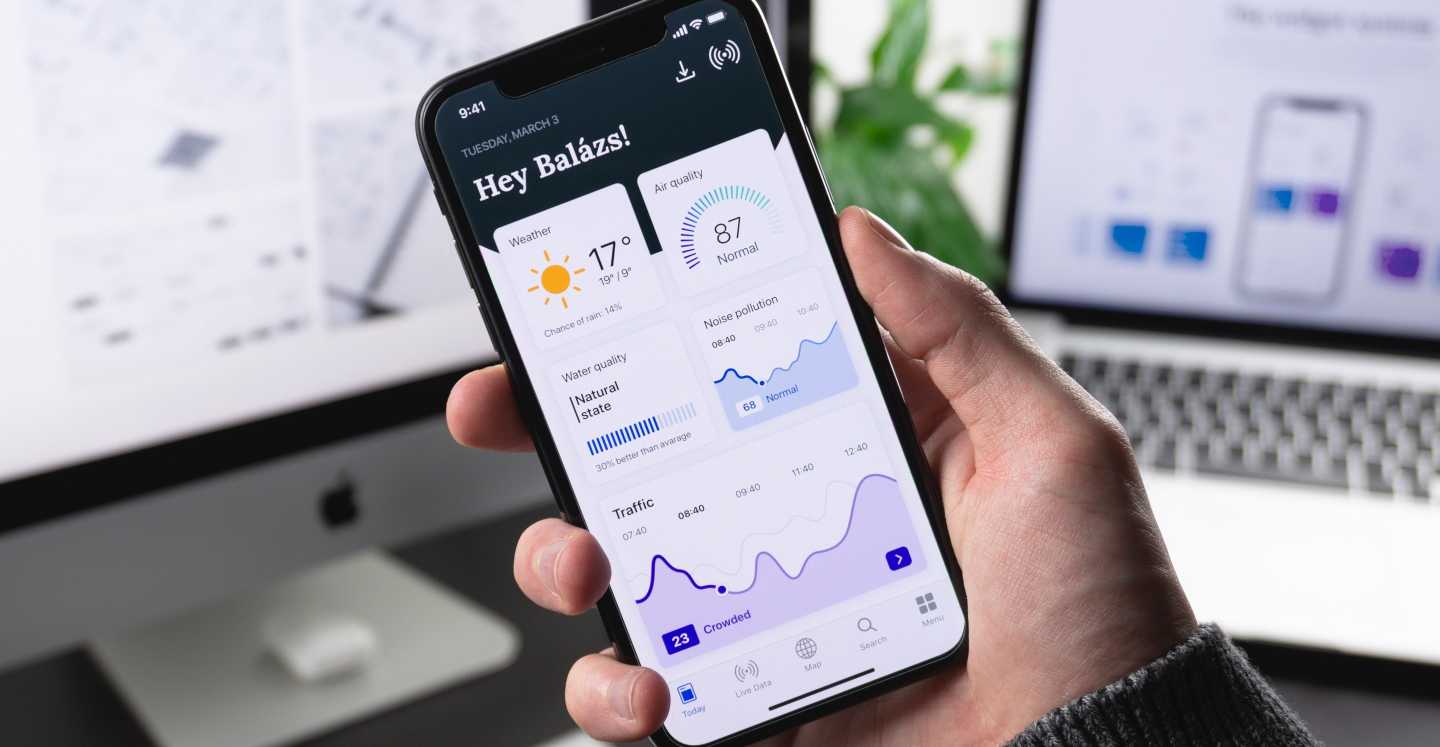 9:41
TUESDAY, MARCH 3
Hey Balázs!
Weather
17°
19° / 9°
Chance of rain: 14%
Air quality
87
Normal
Water quality
Natural
state
30% better than avarage
Noise pollution
08:40 09:40 10:40
68 Normal
Traffic
07:40 08:40 09:40 11:40 12:40
23 Crowded
Today Live Data Map Search Menu